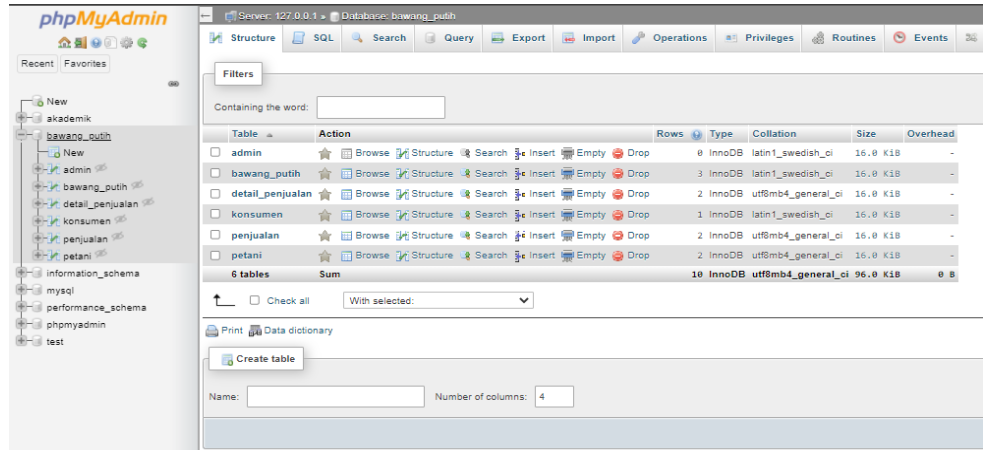 phpMyAdmin
Recent Favorites
New
akademik
bawang_putih
New
admin
bawang_putih
detail_penjualan
konsumen
penjualan
petani
information_schema
mysql
performance_schema
phpmyadmin
test
Server: 127.0.0.1 » Database: bawang_putih
Structure SQL Search Query Export Import Operations Privileges Routines Events
Filters
Containing the word:
Table Action Rows Type Collation Size Overhead
admin Browse Structure Search Insert Empty Drop 0 InnoDB latin1_swedish_ci 16.0 KiB -
bawang_putih Browse Structure Search Insert Empty Drop 3 InnoDB latin1_swedish_ci 16.0 KiB -
detail_penjualan Browse Structure Search Insert Empty Drop 2 InnoDB utf8mb4_general_ci 16.0 KiB -
konsumen Browse Structure Search Insert Empty Drop 1 InnoDB latin1_swedish_ci 16.0 KiB -
penjualan Browse Structure Search Insert Empty Drop 2 InnoDB utf8mb4_general_ci 16.0 KiB -
petani Browse Structure Search Insert Empty Drop 2 InnoDB utf8mb4_general_ci 16.0 KiB -
6 tables Sum 10 InnoDB utf8mb4_general_ci 96.0 KiB 0 B
Check all With selected:
Print Data dictionary
Create table
Name: Number of columns: 4